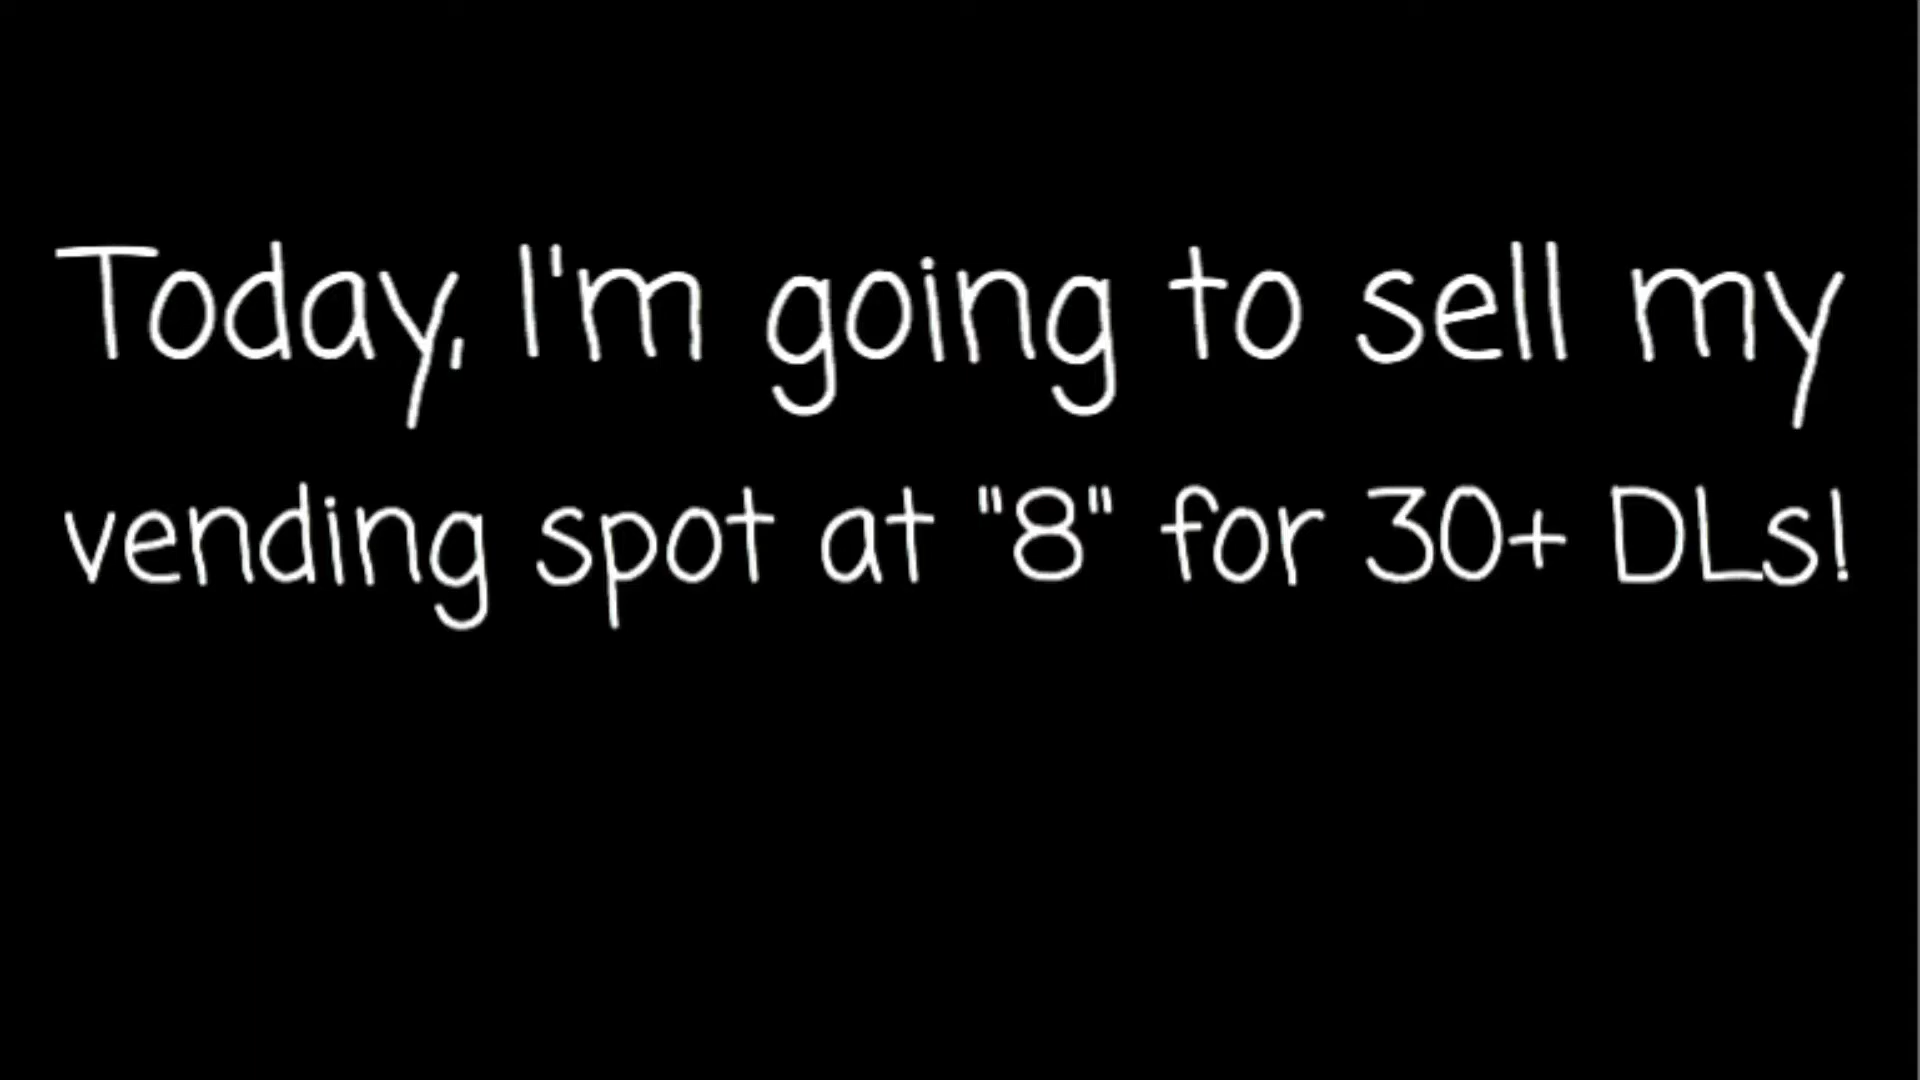 Today, I'm going to sell my
vending spot at "8" for 30+ DLs!